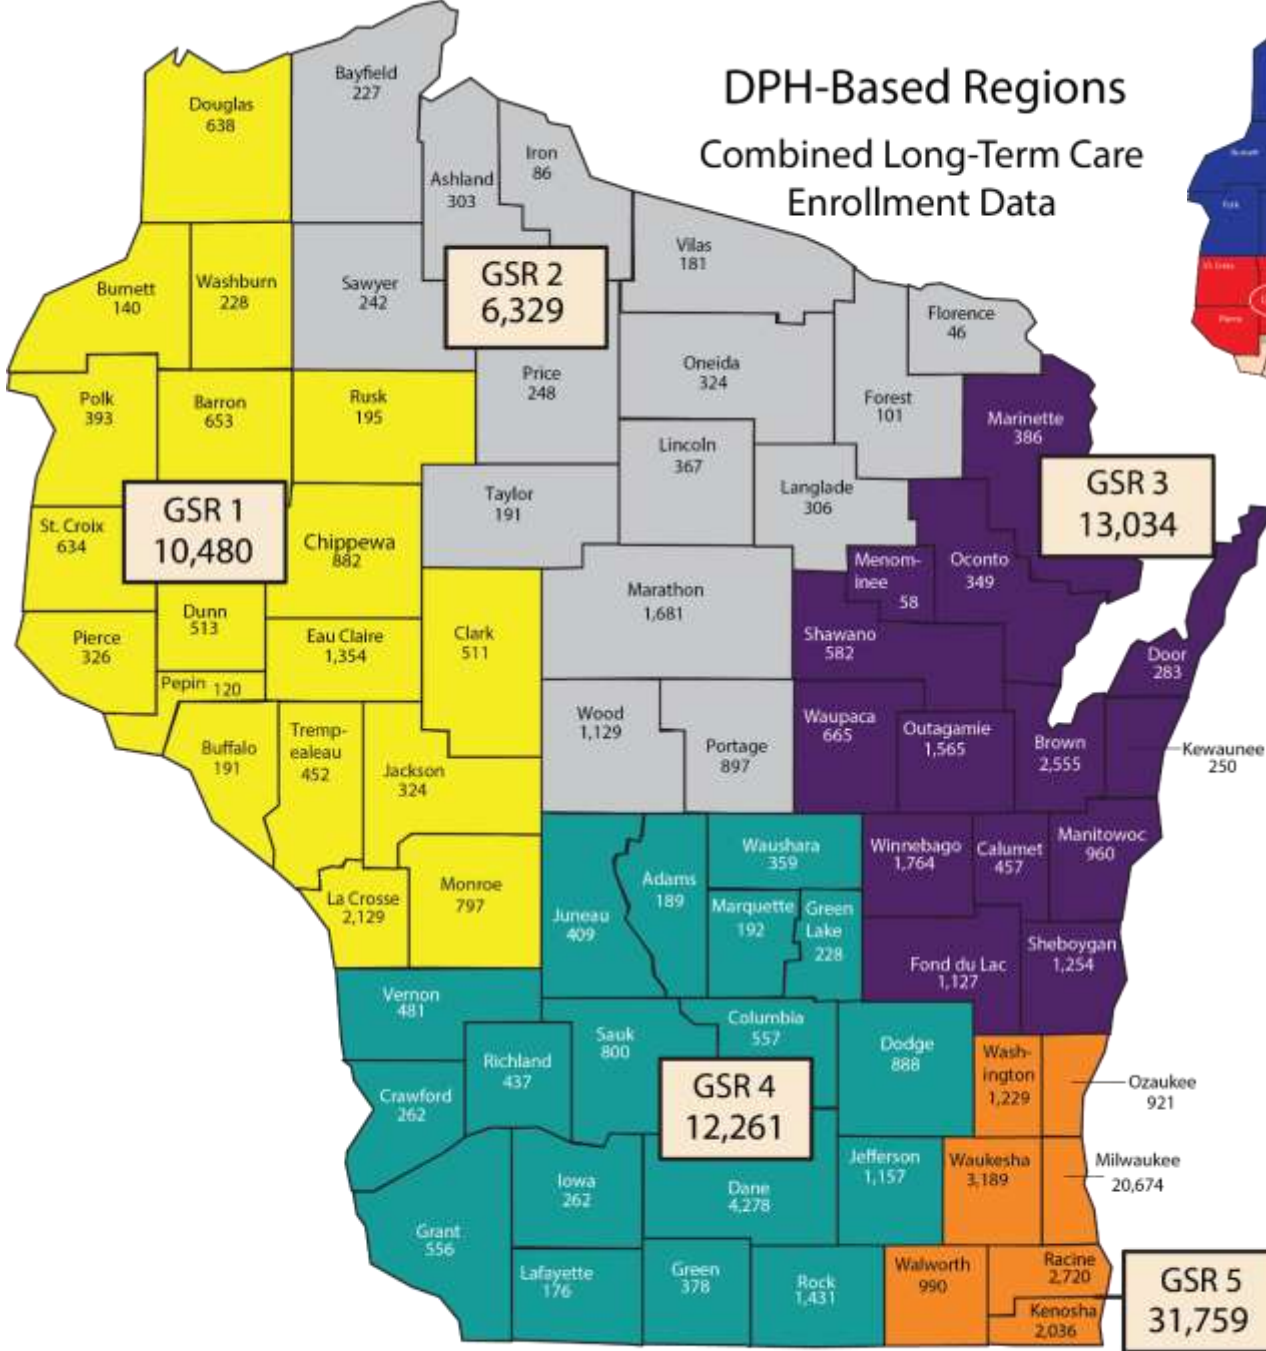 DPH-Based Regions
Combined Long-Term Care
Enrollment Data
Bayfield
227
Douglas
638
Iron
86
Ashland
303
Vilas
181
GSR 2
6,329
Burnett
140
Washburn
228
Sawyer
242
Florence
46
Price
248
Oneida
324
Forest
101
Polk
393
Barron
653
Rusk
195
Marinette
386
Lincoln
367
GSR 3
13,034
Langlade
306
Taylor
191
GSR 1
10,480
St. Croix
634
Chippewa
882
Menom-
inee
58
Oconto
349
Marathon
1,681
Dunn
513
Pierce
326
Eau Claire
1,354
Clark
511
Shawano
582
Door
283
Pepin 120
Wood
1,129
Waupaca
665
Outagamie
1,565
Brown
2,555
Kewaunee
250
Buffalo
191
Tremp-
ealeau
452
Portage
897
Jackson
324
Waushara
359
Winnebago
1,764
Calumet
457
Manitowoc
960
La Crosse
2,129
Monroe
797
Juneau
409
Adams
189
Marquette
192
Green
Lake
228
Sheboygan
1,254
Fond du Lac
1,127
Vernon
481
Sauk
800
Columbia
557
Dodge
888
Wash-
ington
1,229
Ozaukee
921
Richland
437
GSR 4
12,261
Crawford
262
Jefferson
1,157
Waukesha
3,189
Milwaukee
20,674
Iowa
262
Dane
4,278
Grant
556
Lafayette
176
Green
378
Rock
1,431
Walworth
990
Racine
2,720
Kenosha
2,036
GSR 5
31,759
Burnett
Polk
St. Croix
Pierce